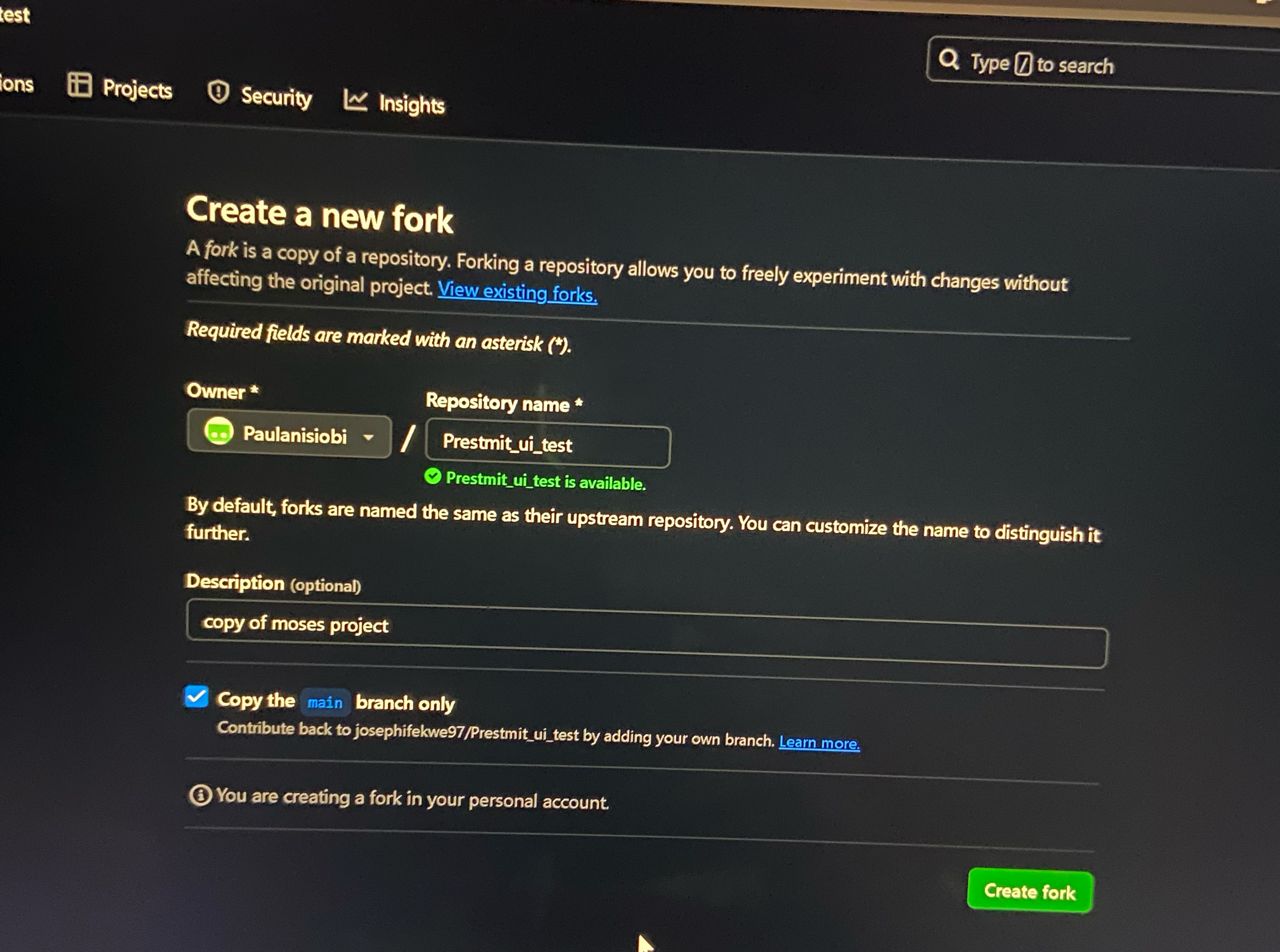 test
ions Projects Security Insights
Type / to search
Create a new fork
A fork is a copy of a repository. Forking a repository allows you to freely experiment with changes without
affecting the original project. View existing forks.
Required fields are marked with an asterisk (*).
Owner *
Repository name *
Paulanisiobi / Prestmit_ui_test
Prestmit_ui_test is available.
By default, forks are named the same as their upstream repository. You can customize the name to distinguish it
further.
Description (optional)
copy of moses project
Copy the main branch only
Contribute back to josephifekwe97/Prestmit_ui_test by adding your own branch. Learn more.
You are creating a fork in your personal account.
Create fork